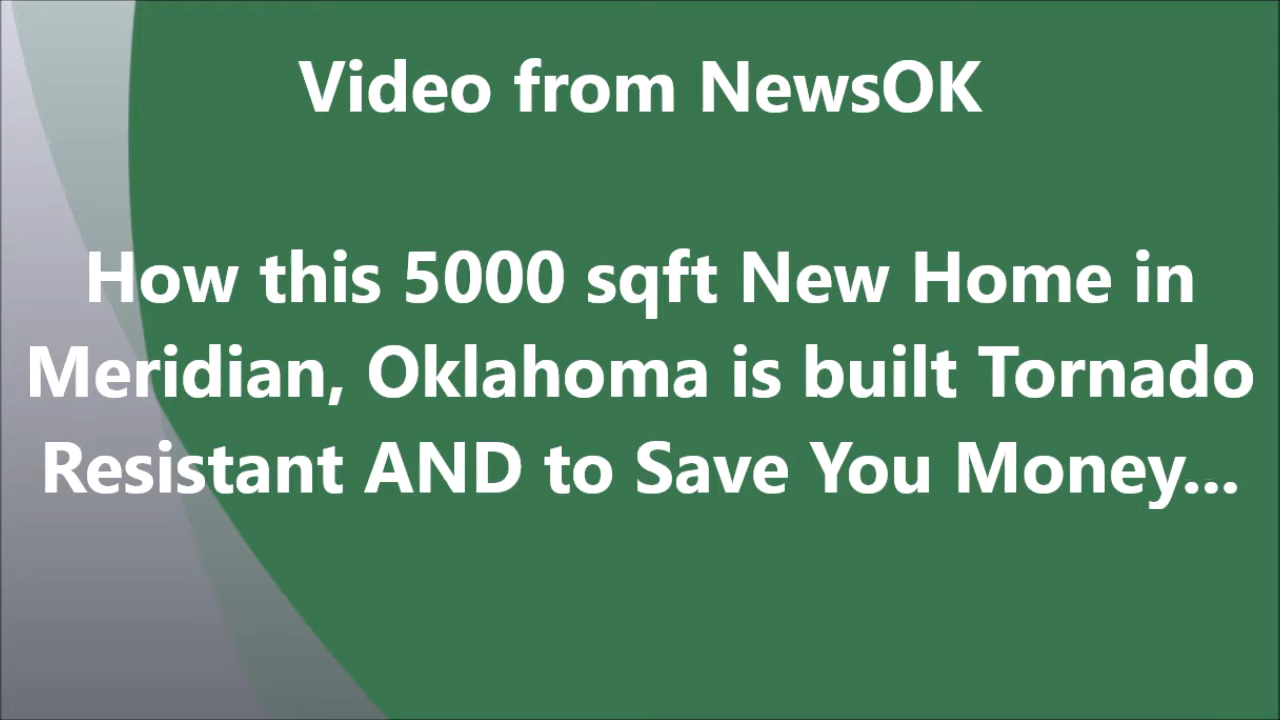 Video from NewsOK
How this 5000 sqft New Home in
Meridian, Oklahoma is built Tornado
Resistant AND to Save You Money...